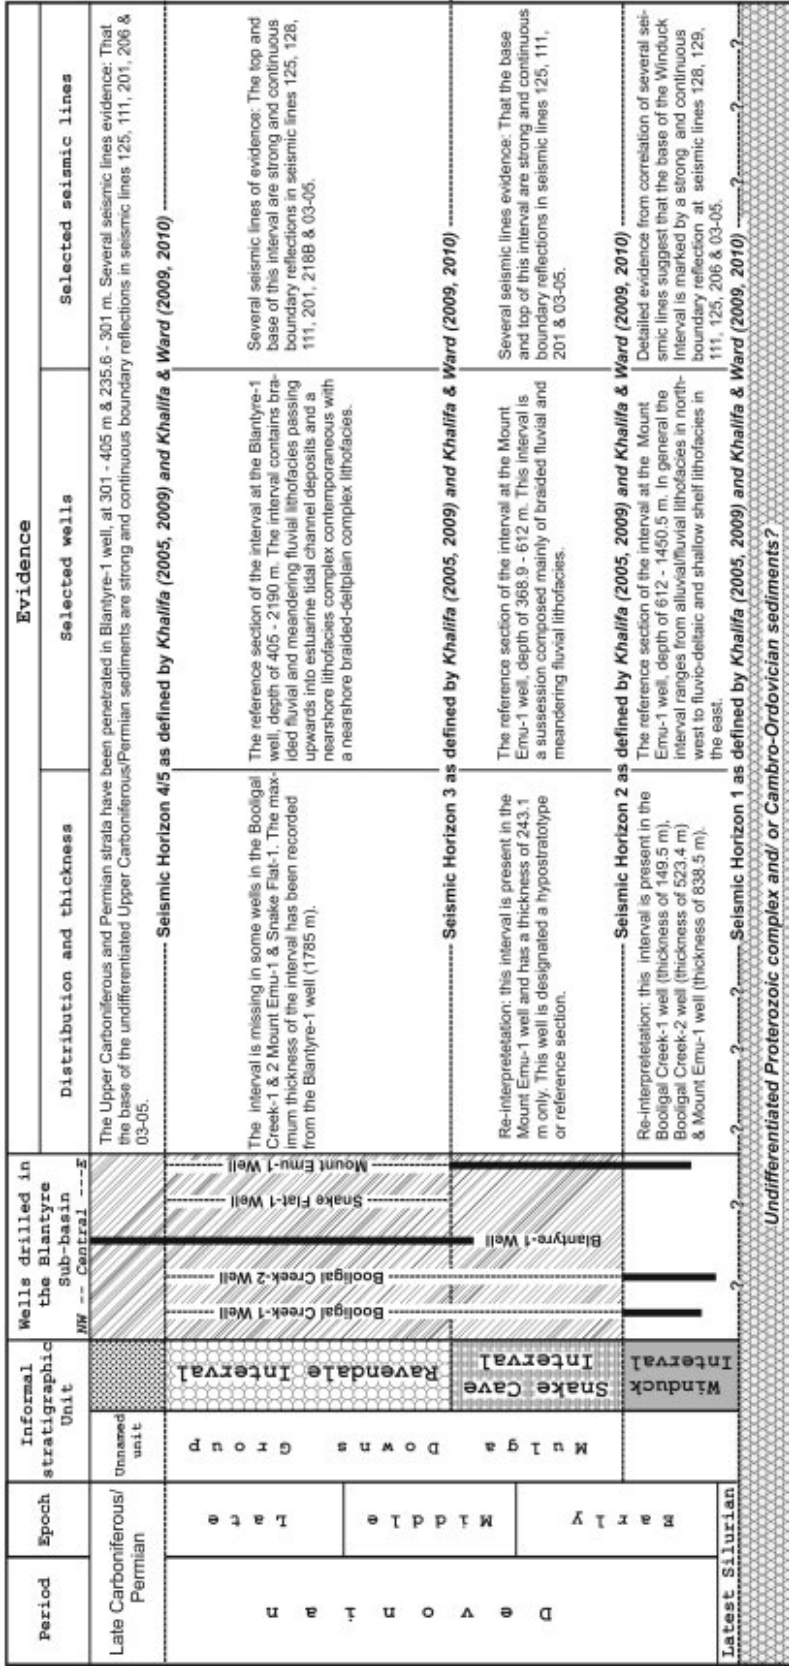 Period
Epoch
Informal
stratigraphic
Unit
Wells drilled in
the Blantyre
Sub-basin
NW -- Central ----E
Evidence
Distribution and thickness
Selected wells
Selected seismic lines
Late Carboniferous/
Permian
Unnamed
unit
The Upper Carboniferous and Permian strata have been penetrated in Blantyre-1 well, at 301 - 405 m & 235.6 - 301 m. Several seismic lines evidence: That
the base of the undifferentiated Upper Carboniferous/Permian sediments are strong and continuous boundary reflections in seismic lines 125, 111, 201, 206 &
03-05.
Seismic Horizon 4/5 as defined by Khalifa (2005, 2009) and Khalifa & Ward (2009, 2010)
Devonian
Late
Middle
Early
Mulga Downs Group
Ravendale Interval
Booligal Creek-1 Well
Booligal Creek-2 Well
Blantyre-1 Well
Snake Flat-1 Well
Mount Emu-1 Well
The interval is missing in some wells in the Booligal
Creek-1 & 2 Mount Emu-1 & Snake Flat-1. The max-
imum thickness of the interval has been recorded
from the Blantyre-1 well (1785 m).
The reference section of the interval at the Blantyre-1
well, depth of 405 - 2190 m. The interval contains bra-
ided fluvial and meandering fluvial lithofacies passing
upwards into estuarine tidal channel deposits and a
nearshore lithofacies complex contemporaneous with
a nearshore braided-deltplain complex lithofacies.
Several seismic lines of evidence: The top and
base of this interval are strong and continuous
boundary reflections in seismic lines 125, 128,
111, 201, 218B & 03-05.
Seismic Horizon 3 as defined by Khalifa (2005, 2009) and Khalifa & Ward (2009, 2010)
Snake Cave
Interval
Re-interpretetation: this interval is present in the
Mount Emu-1 well and has a thickness of 243.1
m only. This well is designated a hypostratotype
or reference section.
The reference section of the interval at the Mount
Emu-1 well, depth of 368.9 - 612 m. This interval is
a sussession composed mainly of braided fluvial and
meandering fluvial lithofacies.
Several seismic lines evidence: That the base
and top of this interval are strong and continuous
boundary reflections in seismic lines 125, 111,
201 & 03-05.
Seismic Horizon 2 as defined by Khalifa (2005, 2009) and Khalifa & Ward (2009, 2010)
Winduck
Interval
Re-interpretetation: this interval is present in the
Booligal Creek-1 well (thickness of 149.5 m),
Booligal Creek-2 well (thickness of 523.4 m)
& Mount Emu-1 well (thickness of 838.5 m).
The reference section of the interval at the Mount
Emu-1 well, depth of 612 - 1450.5 m. In general the
interval ranges from alluvial/fluvial lithofacies in north-
west to fluvio-deltaic and shallow shelf lithofacies in
the east.
Detailed evidence from correlation of several sei-
smic lines suggest that the base of the Winduck
Interval is marked by a strong and continuous
boundary reflection at seismic lines 128, 129,
111, 125, 206 & 03-05.
Latest Silurian
? ? ? ? Seismic Horizon 1 as defined by Khalifa (2005, 2009) and Khalifa & Ward (2009, 2010) ? ? ?
Undifferentiated Proterozoic complex and/ or Cambro-Ordovician sediments?